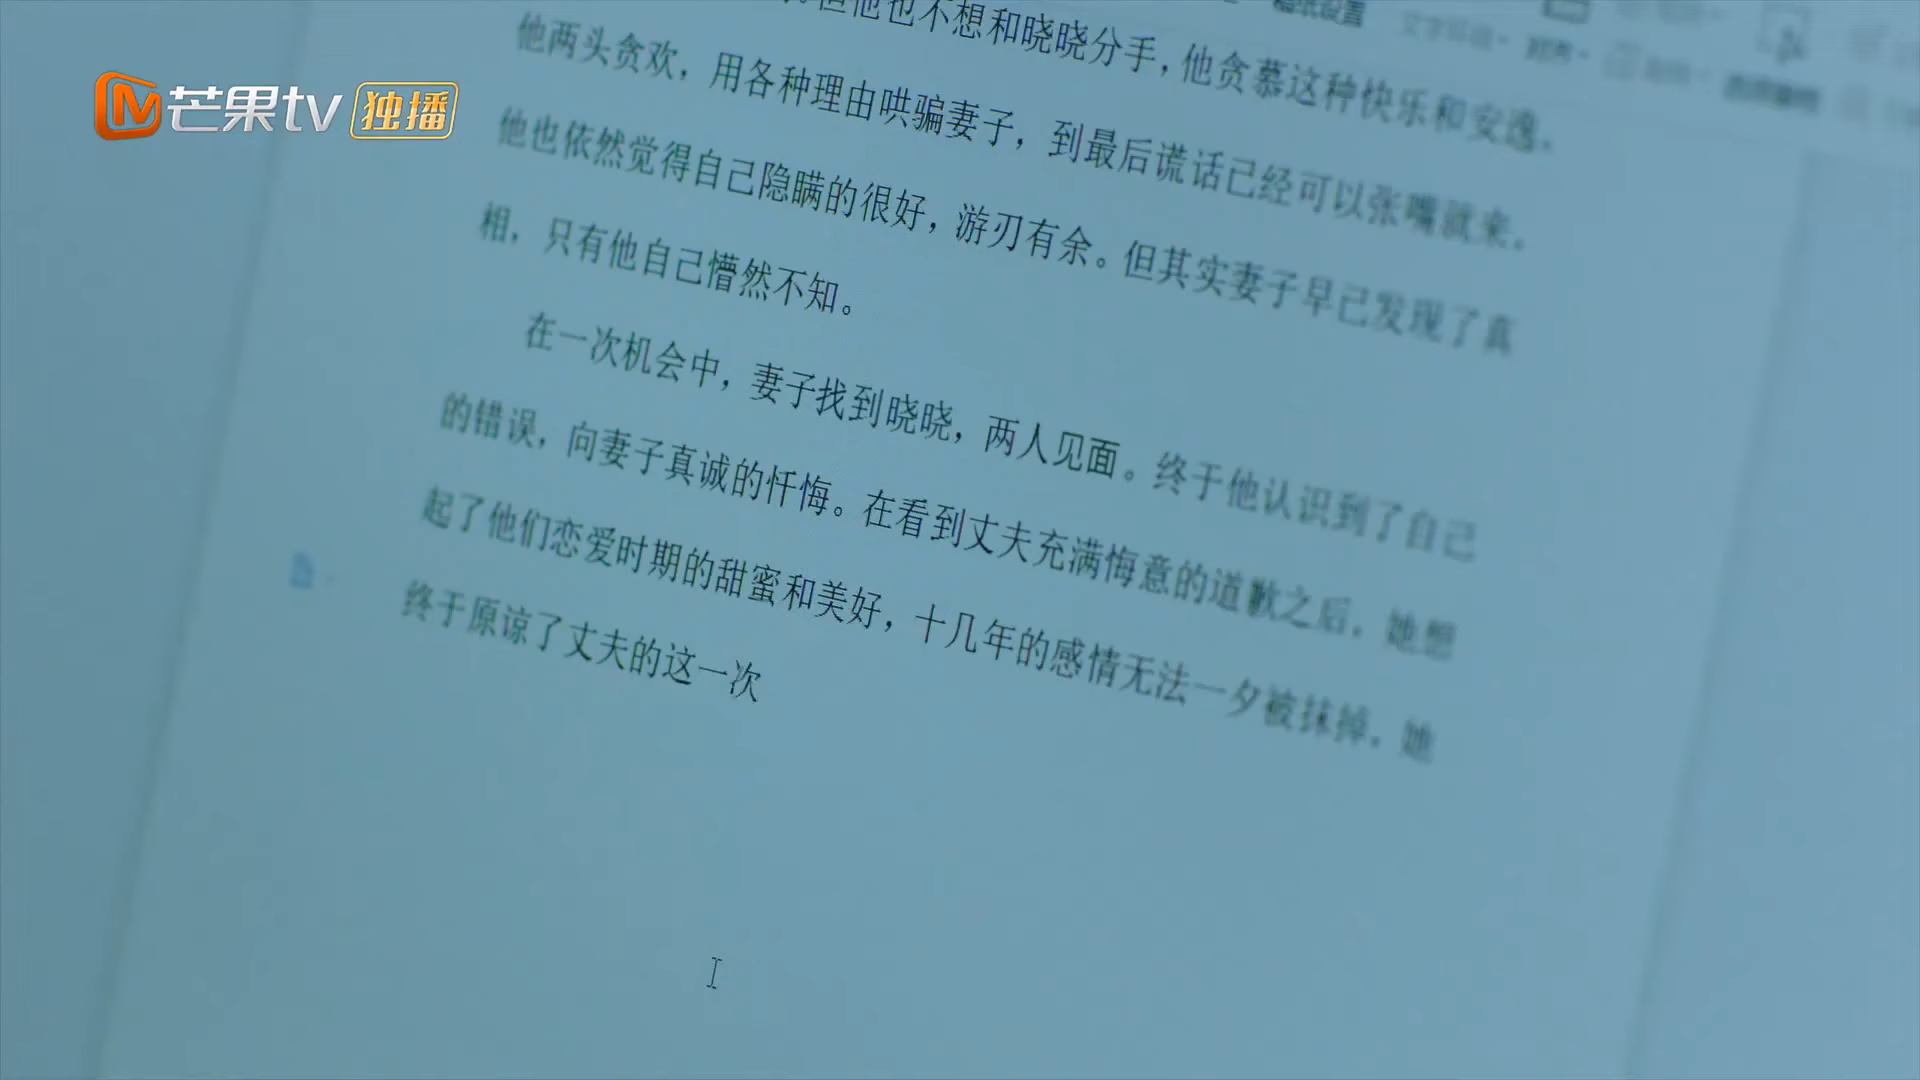 芒果tv 独播
但他也不想和晓晓分手，他贪慕这种快乐和安逸，
他两头贪欢，用各种理由哄骗妻子，到最后谎话已经可以张嘴就来。
他也依然觉得自己隐瞒的很好，游刃有余。但其实妻子早已发现了真
相，只有他自己懵然不知。
在一次机会中，妻子找到晓晓，两人见面。终于他认识到了自己
的错误，向妻子真诚的忏悔。在看到丈夫充满悔意的道歉之后，她想
起了他们恋爱时期的甜蜜和美好，十几年的感情无法一夕被抹掉，她
终于原谅了丈夫的这一次